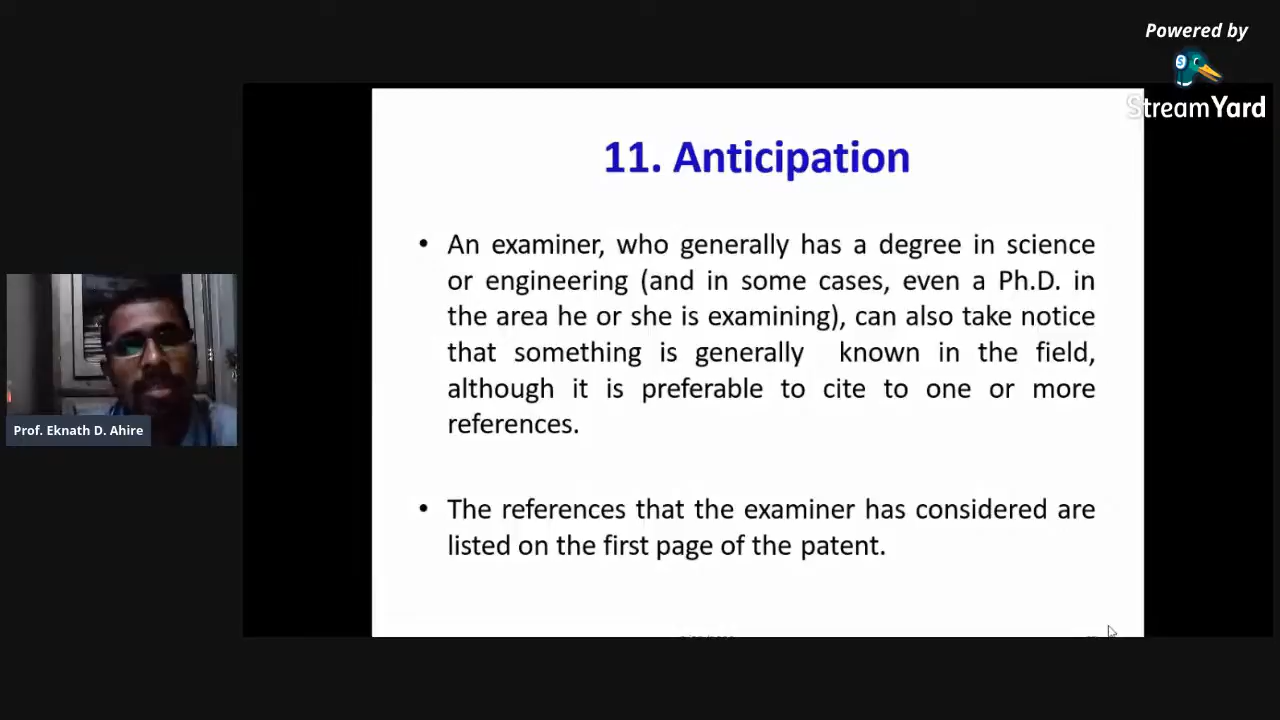 Powered by
StreamYard
11. Anticipation
• An examiner, who generally has a degree in science
or engineering (and in some cases, even a Ph.D. in
the area he or she is examining), can also take notice
that something is generally known in the field,
although it is preferable to cite to one or more
references.
• The references that the examiner has considered are
listed on the first page of the patent.
Prof. Eknath D. Ahire